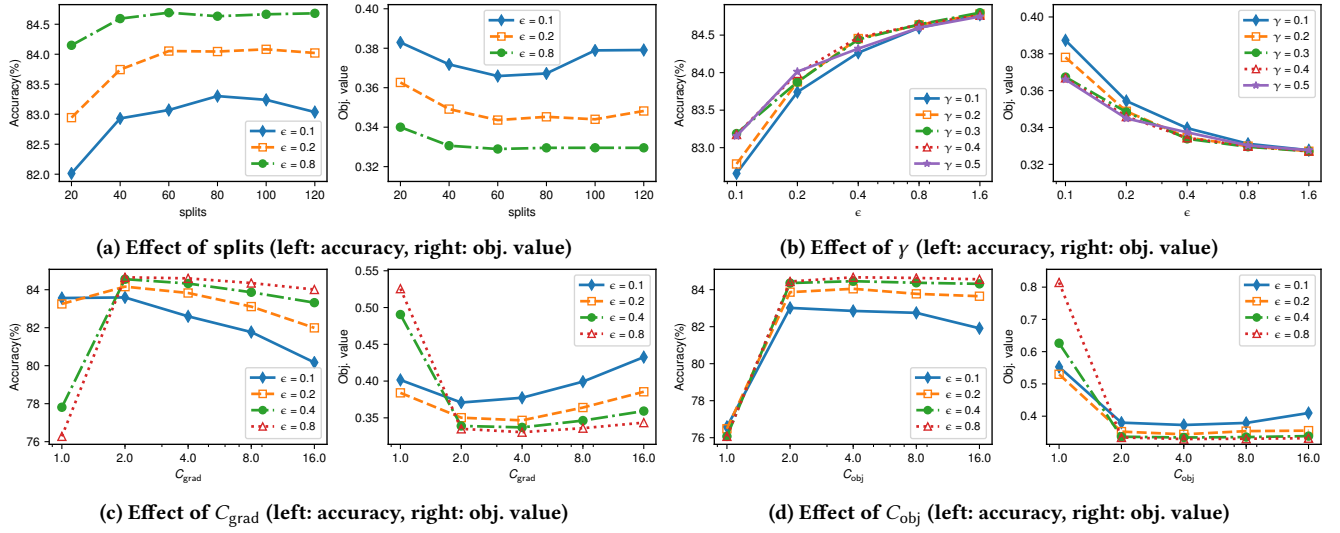 Accuracy(%)
84.5
84.0
83.5
83.0
82.5
82.0
ϵ = 0.1
ϵ = 0.2
ϵ = 0.8
20 40 60 80 100 120
splits
Obj. value
0.40
0.38
0.36
0.34
0.32
ϵ = 0.1
ϵ = 0.2
ϵ = 0.8
20 40 60 80 100 120
splits
(a) Effect of splits (left: accuracy, right: obj. value)
Accuracy(%)
84.5
84.0
83.5
83.0
γ = 0.1
γ = 0.2
γ = 0.3
γ = 0.4
γ = 0.5
0.1 0.2 0.4 0.8 1.6
ϵ
Obj. value
0.40
0.38
0.36
0.34
0.32
γ = 0.1
γ = 0.2
γ = 0.3
γ = 0.4
γ = 0.5
0.1 0.2 0.4 0.8 1.6
ϵ
(b) Effect of γ (left: accuracy, right: obj. value)
Accuracy(%)
84
82
80
78
76
ϵ = 0.1
ϵ = 0.2
ϵ = 0.4
ϵ = 0.8
1.0 2.0 4.0 8.0 16.0
C_grad
Obj. value
0.55
0.50
0.45
0.40
0.35
ϵ = 0.1
ϵ = 0.2
ϵ = 0.4
ϵ = 0.8
1.0 2.0 4.0 8.0 16.0
C_grad
(c) Effect of C_grad (left: accuracy, right: obj. value)
Accuracy(%)
84
82
80
78
76
ϵ = 0.1
ϵ = 0.2
ϵ = 0.4
ϵ = 0.8
1.0 2.0 4.0 8.0 16.0
C_obj
Obj. value
0.8
0.7
0.6
0.5
0.4
ϵ = 0.1
ϵ = 0.2
ϵ = 0.4
ϵ = 0.8
1.0 2.0 4.0 8.0 16.0
C_obj
(d) Effect of C_obj (left: accuracy, right: obj. value)